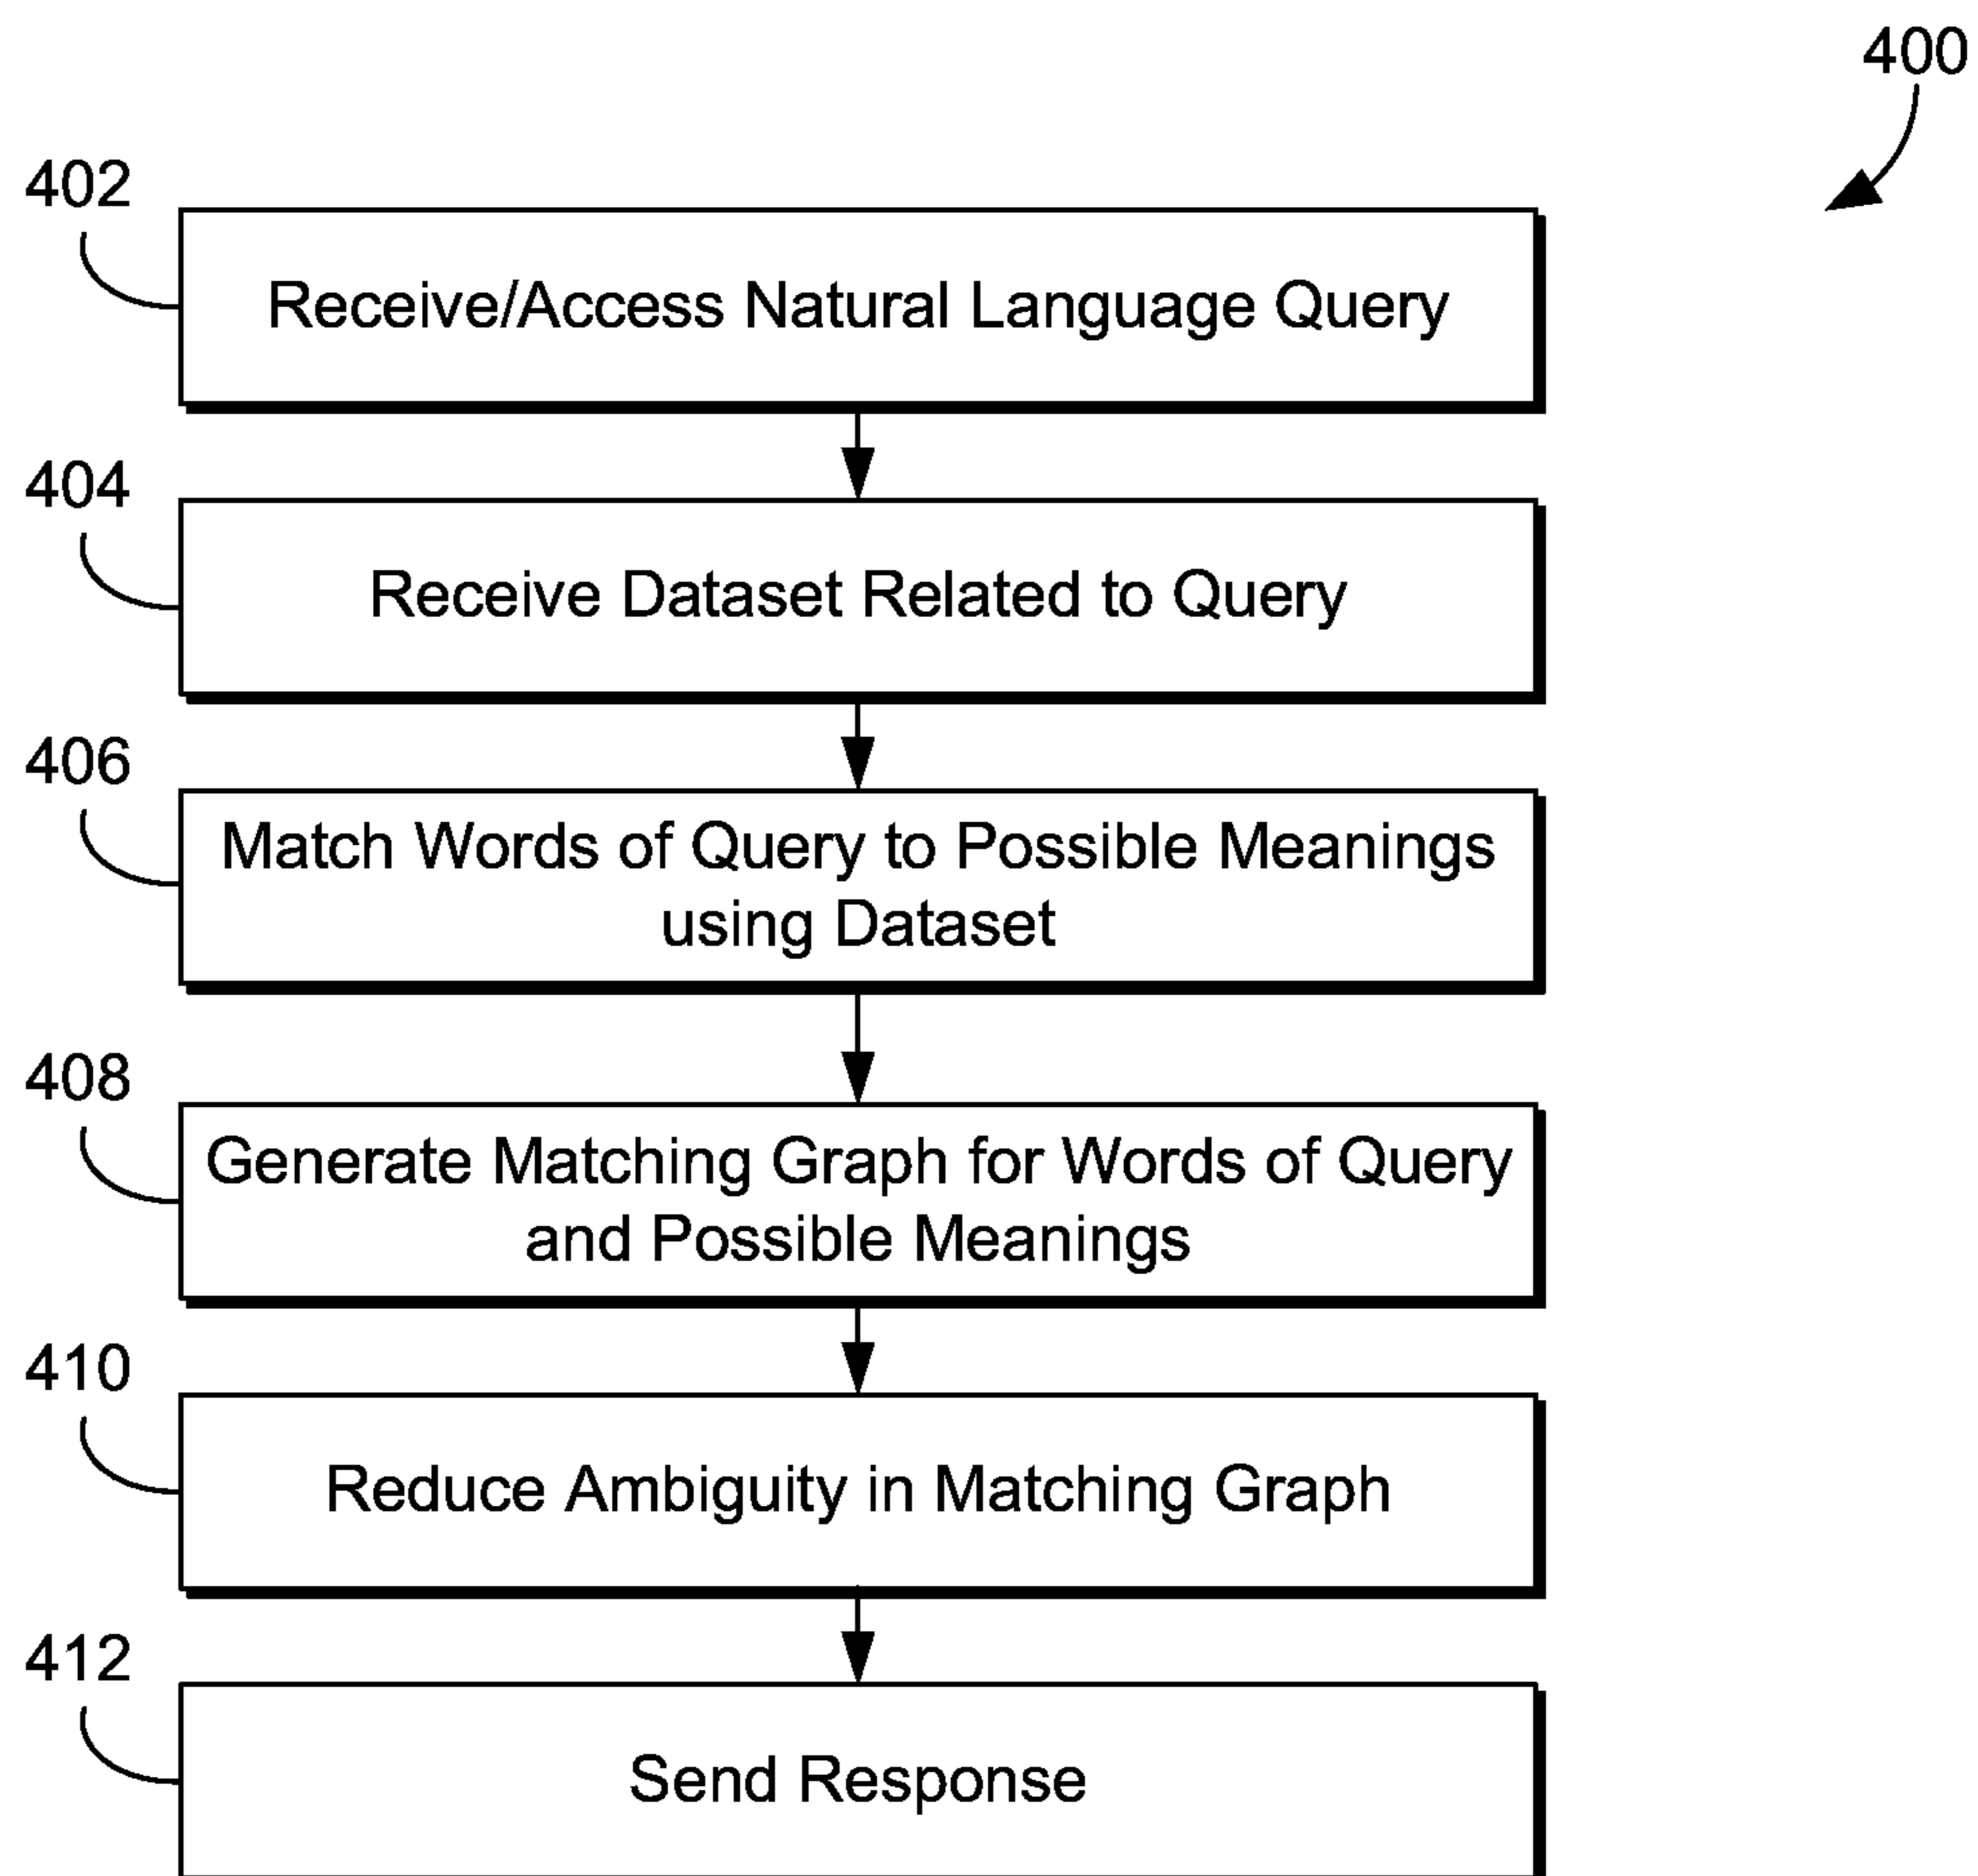 400
402
Receive/Access Natural Language Query
404
Receive Dataset Related to Query
406
Match Words of Query to Possible Meanings
using Dataset
408
Generate Matching Graph for Words of Query
and Possible Meanings
410
Reduce Ambiguity in Matching Graph
412
Send Response